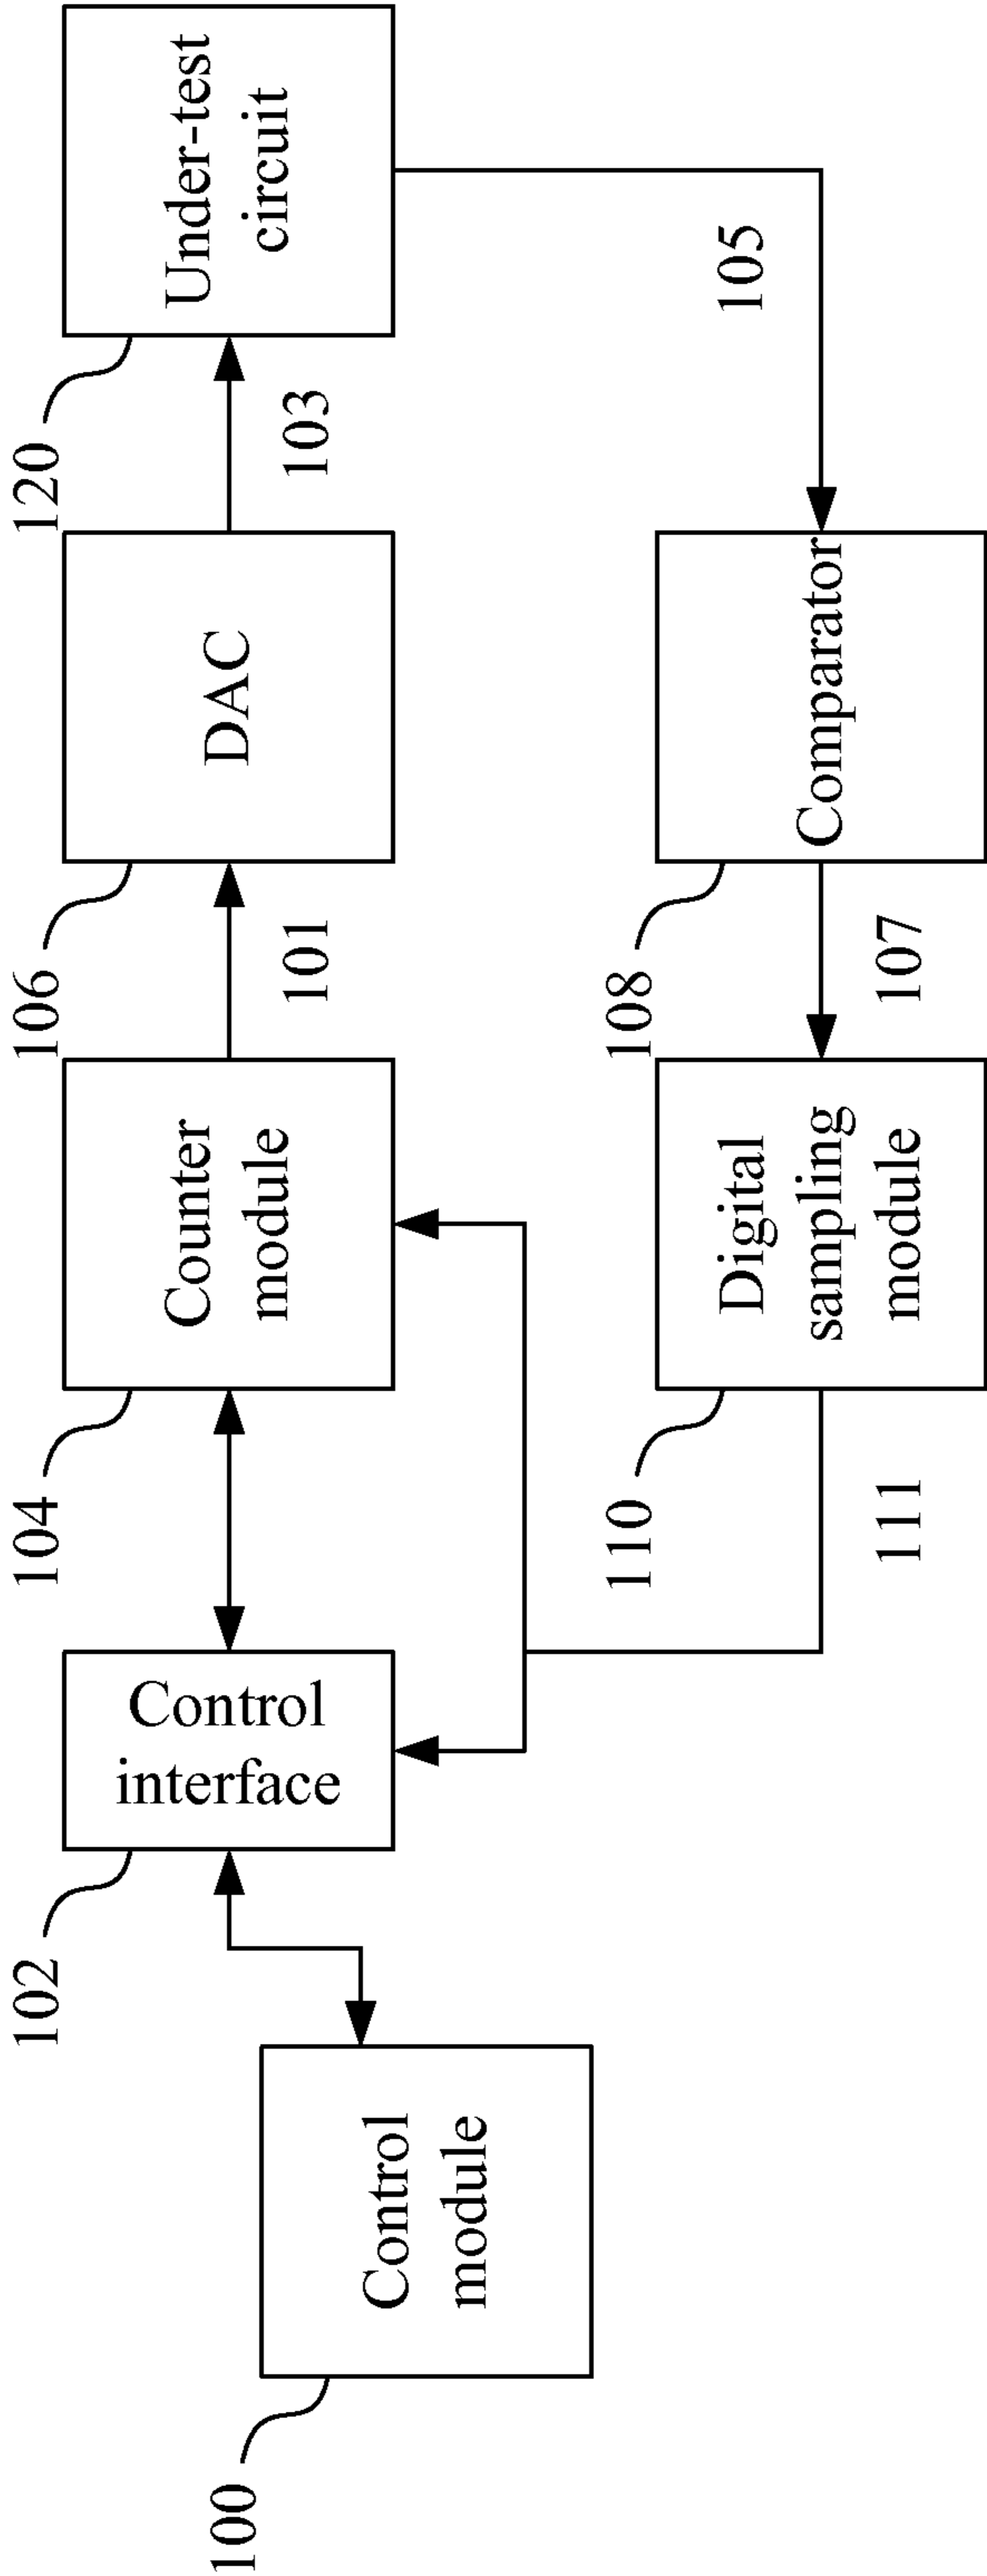 100
Control
module
102
Control
interface
104
Counter
module
101
106
DAC
103
120
Under-test
circuit
105
108
Comparator
107
110
Digital
sampling
module
111